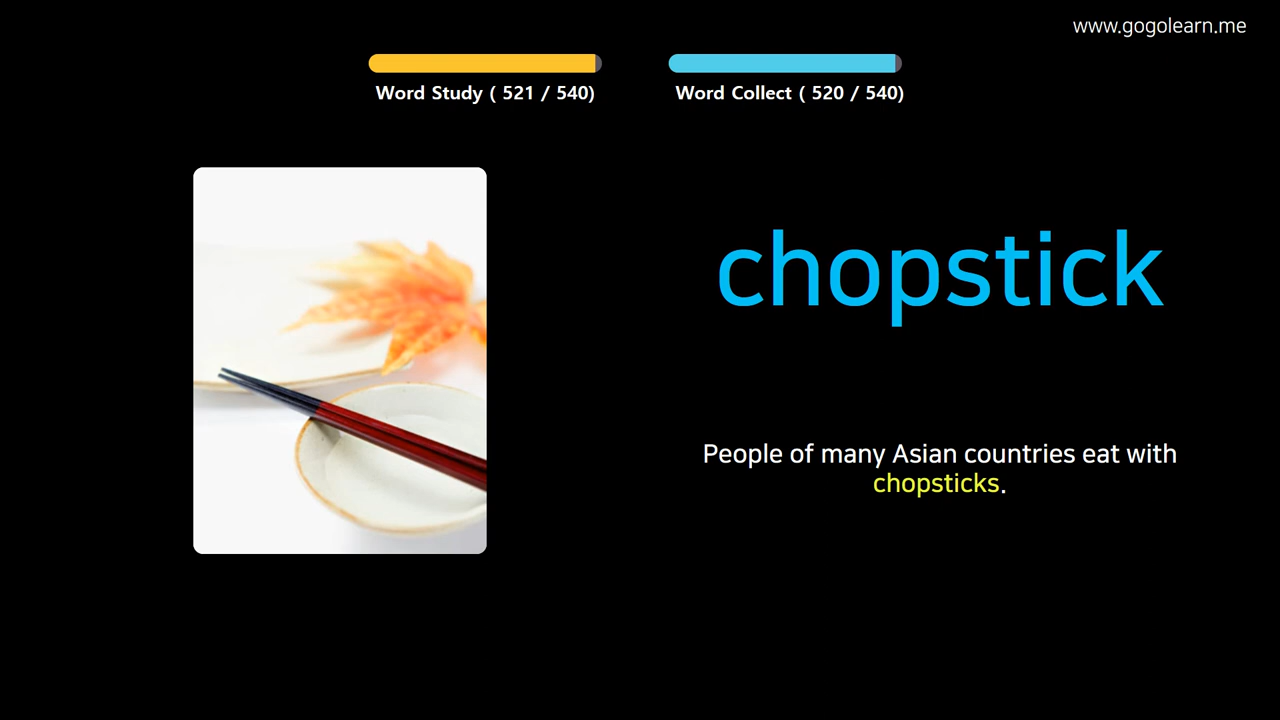 www.gogolearn.me
Word Study ( 521 / 540)
Word Collect ( 520 / 540)
chopstick
People of many Asian countries eat with
chopsticks.